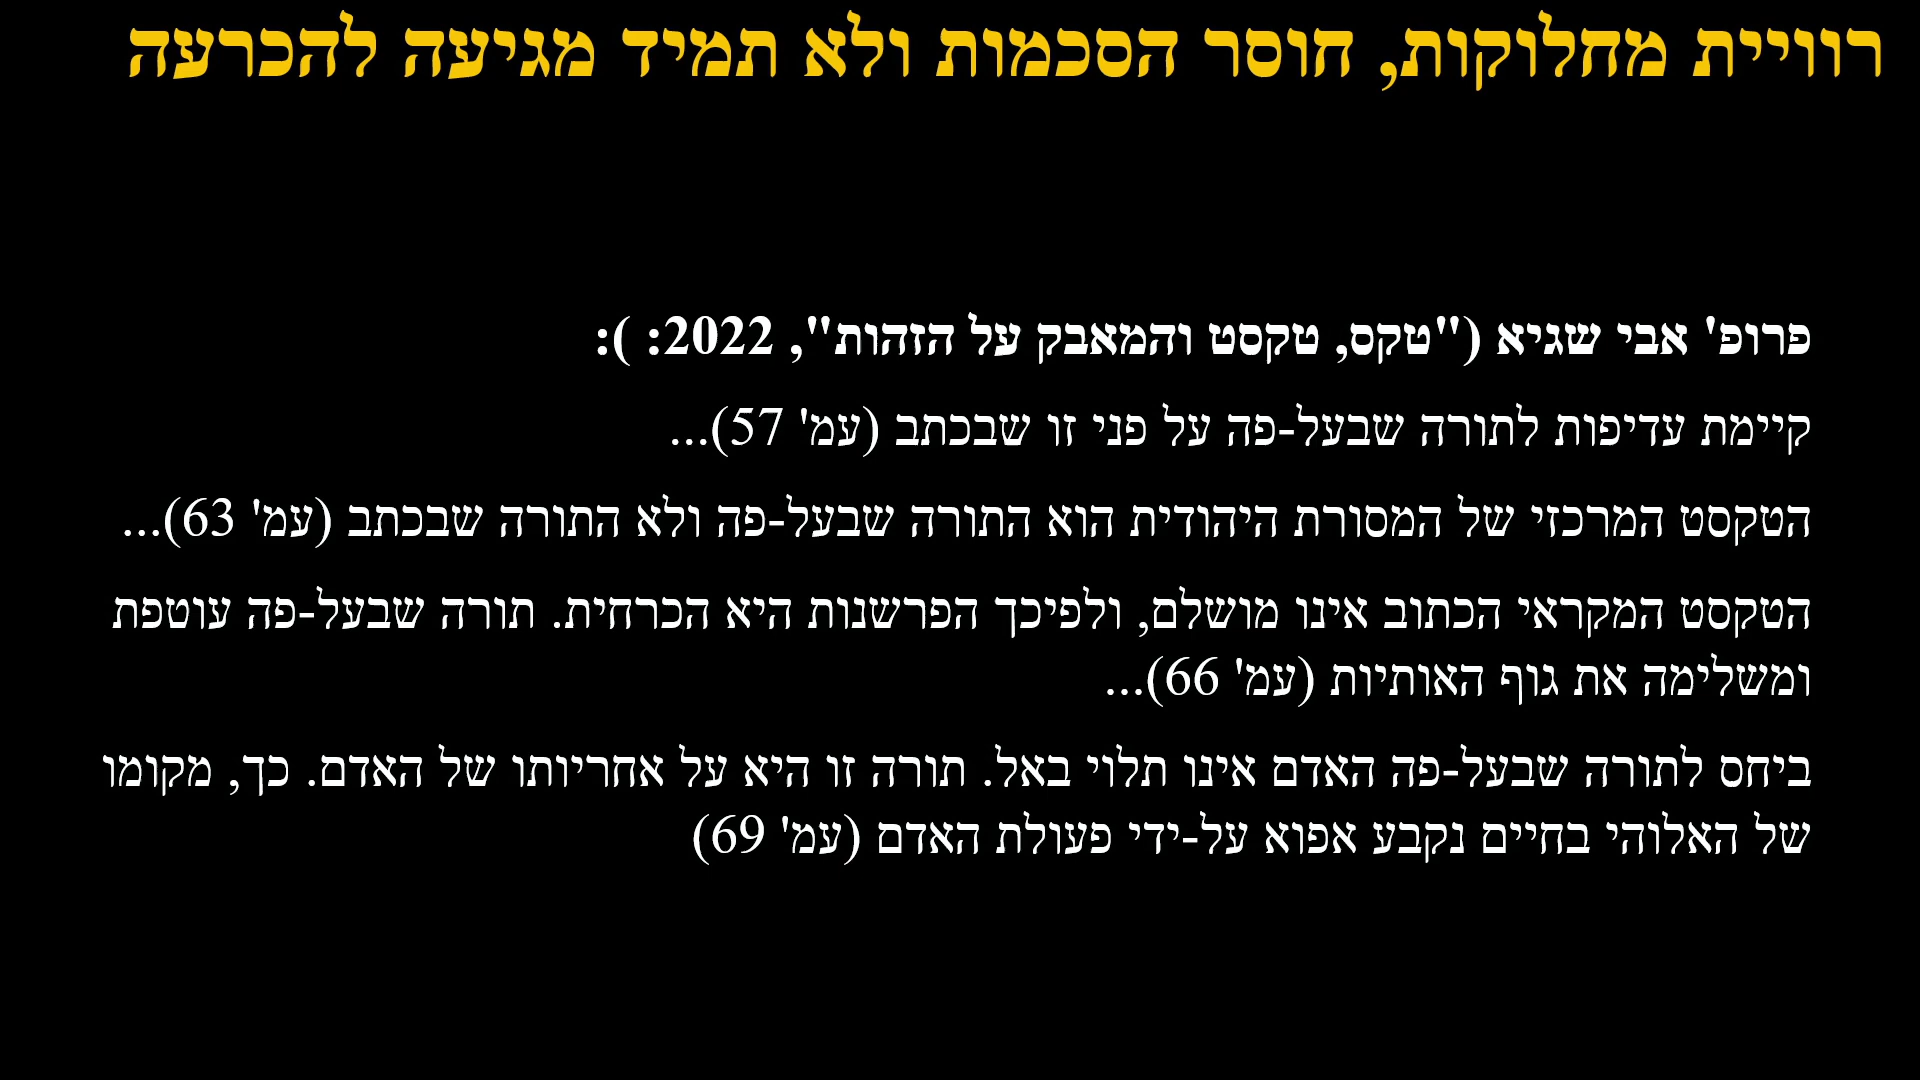 רוויית מחלוקות, חוסר הסכמות ולא תמיד מגיעה להכרעה
פרופ' אבי שגיא ("טקס, טקסט והמאבק על הזהות", 2022: ):
קיימת עדיפות לתורה שבעל-פה על פני זו שבכתב (עמ' 57)...
הטקסט המרכזי של המסורת היהודית הוא התורה שבעל-פה ולא התורה שבכתב (עמ' 63)...
הטקסט המקראי הכתוב אינו מושלם, ולפיכך הפרשנות היא הכרחית. תורה שבעל-פה עוטפת
ומשלימה את גוף האותיות (עמ' 66)...
ביחס לתורה שבעל-פה האדם אינו תלוי באל. תורה זו היא על אחריותו של האדם. כך, מקומו
של האלוהי בחיים נקבע אפוא על-ידי פעולת האדם (עמ' 69)